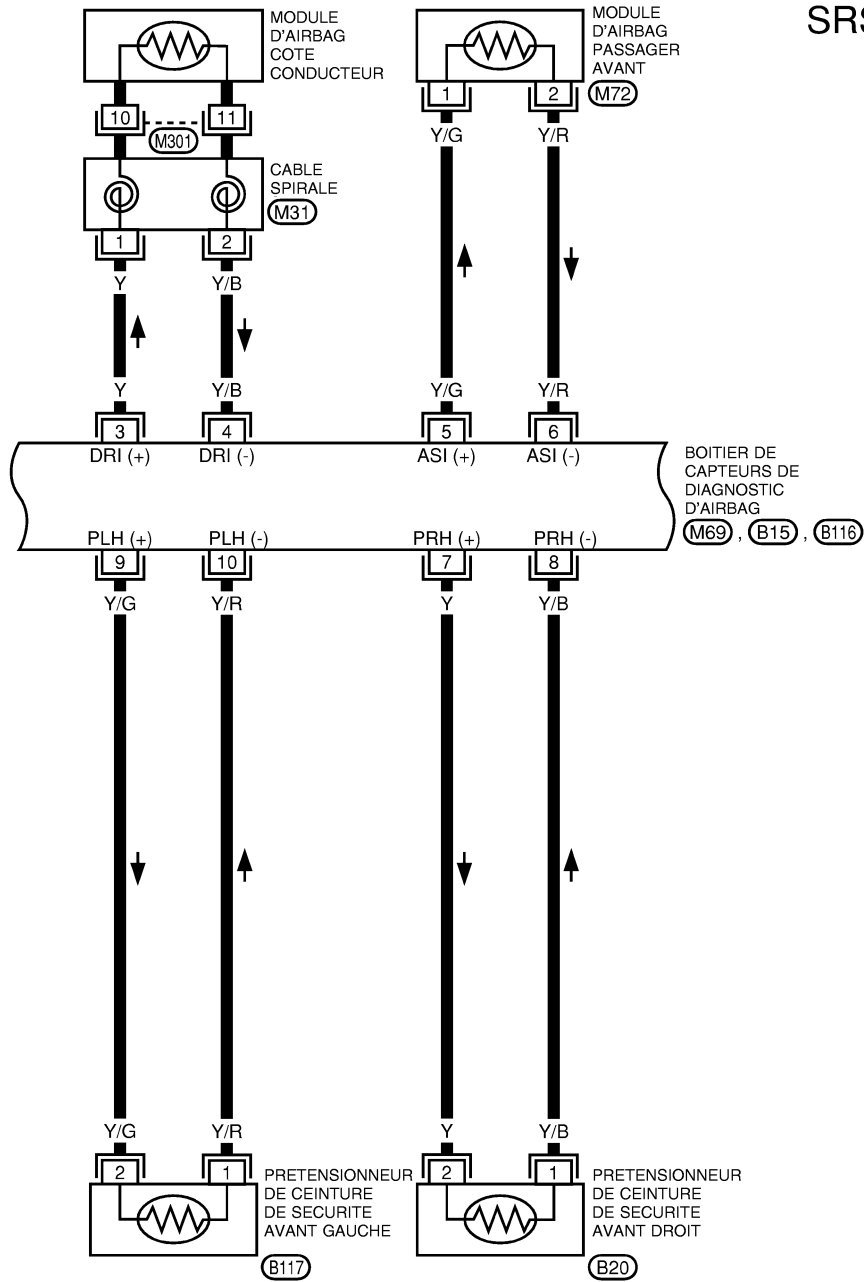 SRS
MODULE
D'AIRBAG
COTE
CONDUCTEUR
MODULE
D'AIRBAG
PASSAGER
AVANT
M72
1 2
10 11
M301
Y/G Y/R
CABLE
SPIRALE
M31
1 2
Y Y/B
Y Y/B Y/G Y/R
3 4 5 6
DRI (+) DRI (-) ASI (+) ASI (-)
BOITIER DE
CAPTEURS DE
DIAGNOSTIC
D'AIRBAG
M69 , B15 , B116
PLH (+) PLH (-) PRH (+) PRH (-)
9 10 7 8
Y/G Y/R Y Y/B
Y/G Y/R Y Y/B
2 1 2 1
PRETENSIONNEUR
DE CEINTURE
DE SECURITE
AVANT GAUCHE
B117
PRETENSIONNEUR
DE CEINTURE
DE SECURITE
AVANT DROIT
B20